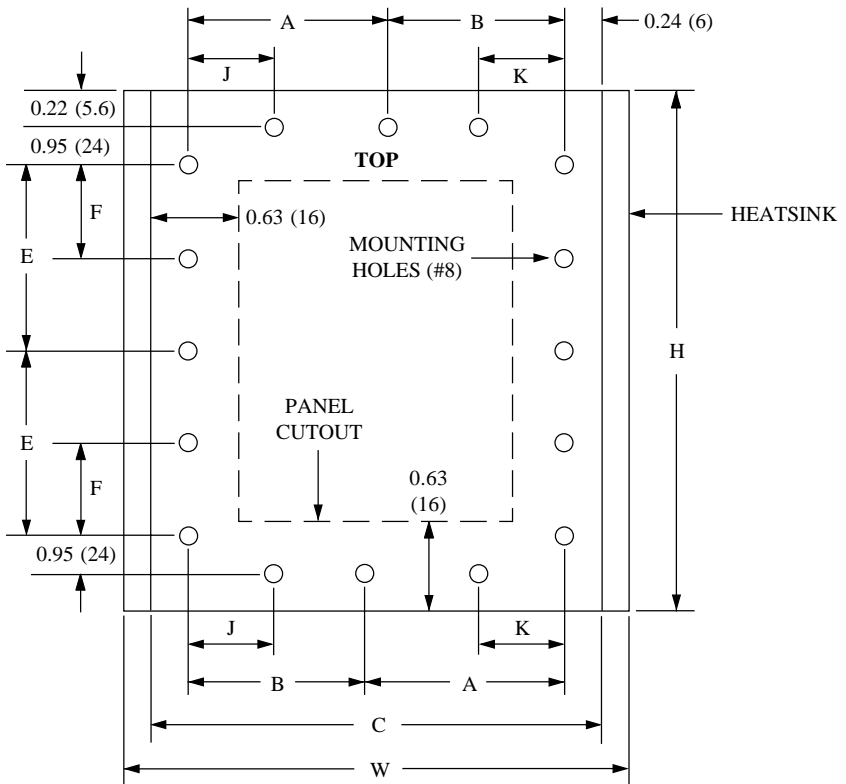 A
B
0.24 (6)
J
K
0.22 (5.6)
0.95 (24)
TOP
F
0.63 (16)
HEATSINK
E
MOUNTING
HOLES (#8)
H
PANEL
CUTOUT
E
F
0.63
(16)
0.95 (24)
J
K
B
A
C
W